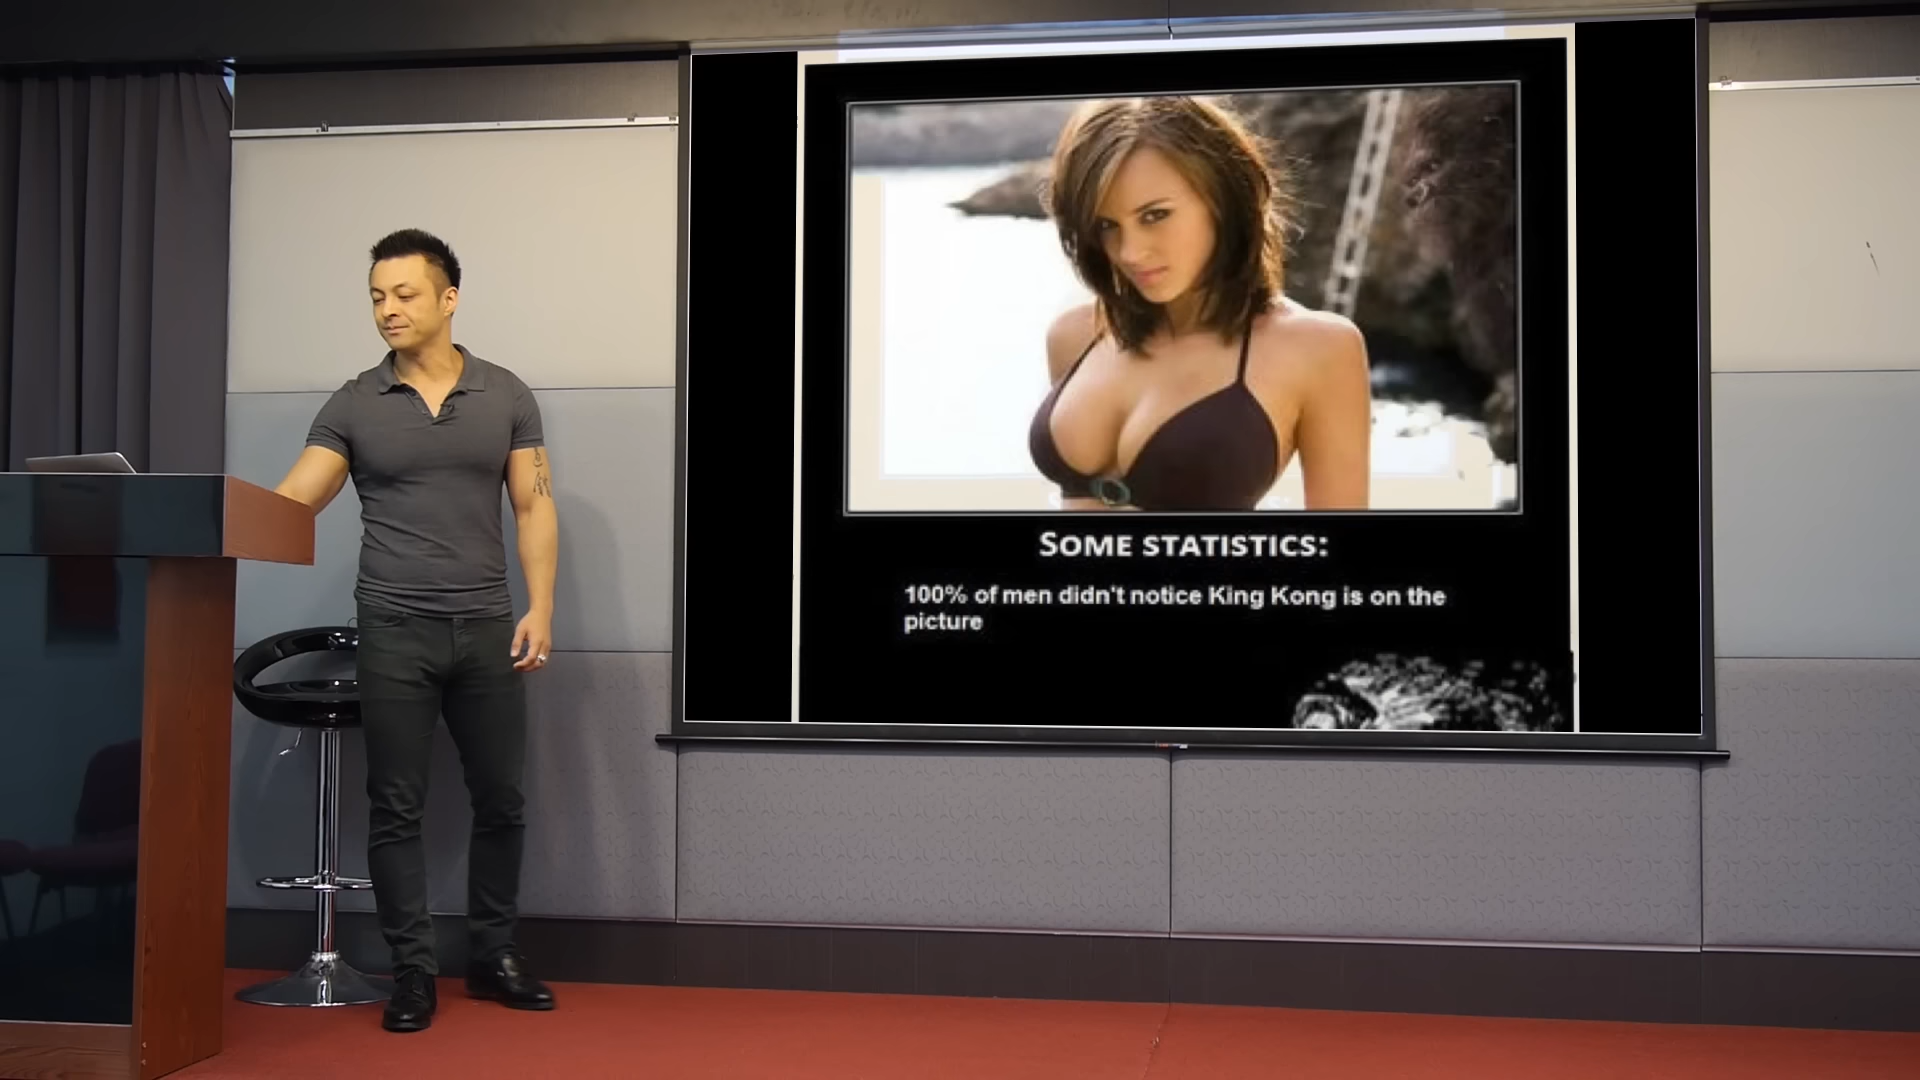 SOME STATISTICS:
100% of men didn't notice King Kong is on the
picture